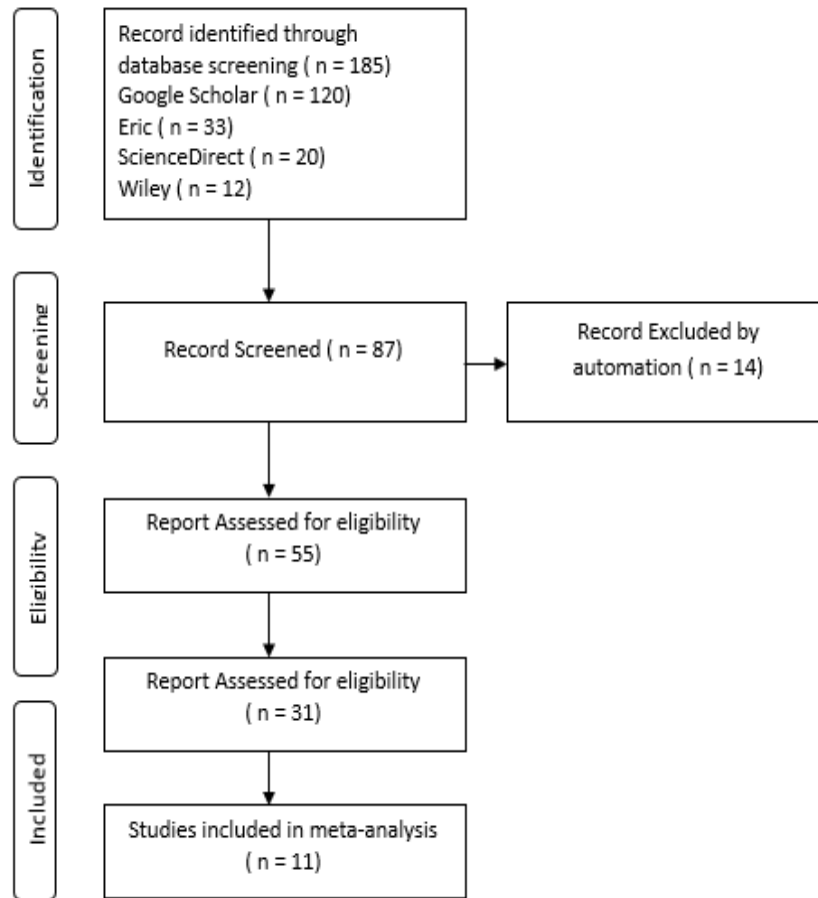 Identification
Record identified through
database screening ( n = 185)
Google Scholar ( n = 120)
Eric ( n = 33)
ScienceDirect ( n = 20)
Wiley ( n = 12)
Screening
Record Screened ( n = 87)
Record Excluded by
automation ( n = 14)
Eligibility
Report Assessed for eligibility
( n = 55)
Report Assessed for eligibility
( n = 31)
Included
Studies included in meta-analysis
( n = 11)